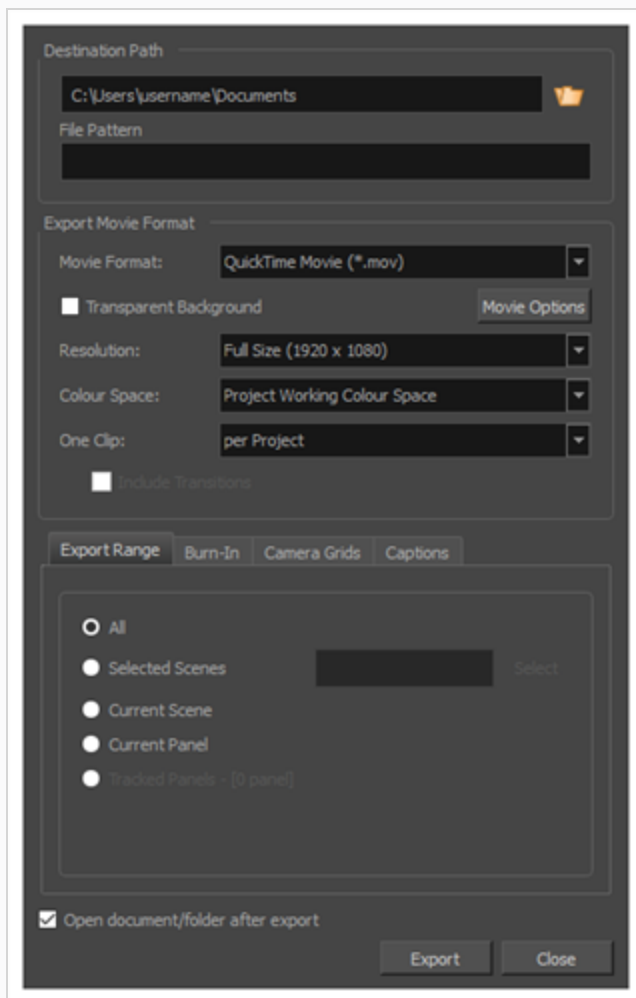 Destination Path
C:\Users\username\Documents
File Pattern
Export Movie Format
Movie Format: QuickTime Movie (*.mov)
Transparent Background Movie Options
Resolution: Full Size (1920 x 1080)
Colour Space: Project Working Colour Space
One Clip: per Project
Include Transitions
Export Range Burn-In Camera Grids Captions
All
Selected Scenes Select
Current Scene
Current Panel
Tracked Panels - [0 panel]
Open document/folder after export
Export Close